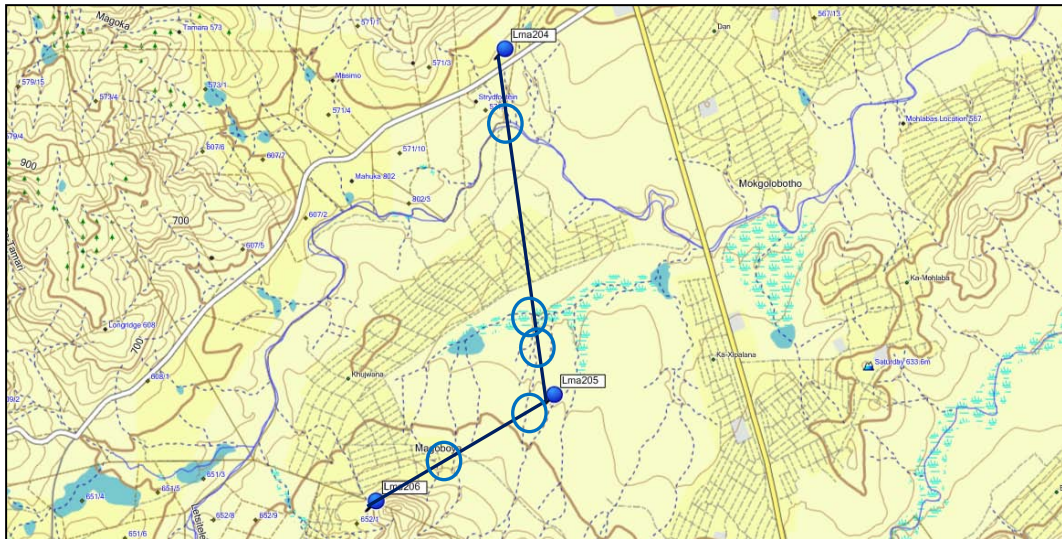 Magoka
Tamara 573
571/1
567/13
Dan
Lma204
571/3
Masimo
579/15
573/4
573/1
571/4
Strydfontein
Mohlabas Location 567
607/6
607/7
571/10
900
Mahuka 802
Mokgolobotho
802/3
700
607/2
607/5
Ka-Mohlaba
Longridge 608
700
Ka-Xipalana
Saturday 633.6m
Khujwana
608/1
Lma205
Lma206
651/3
651/4
651/5
652/8
652/9
652/1
651/6